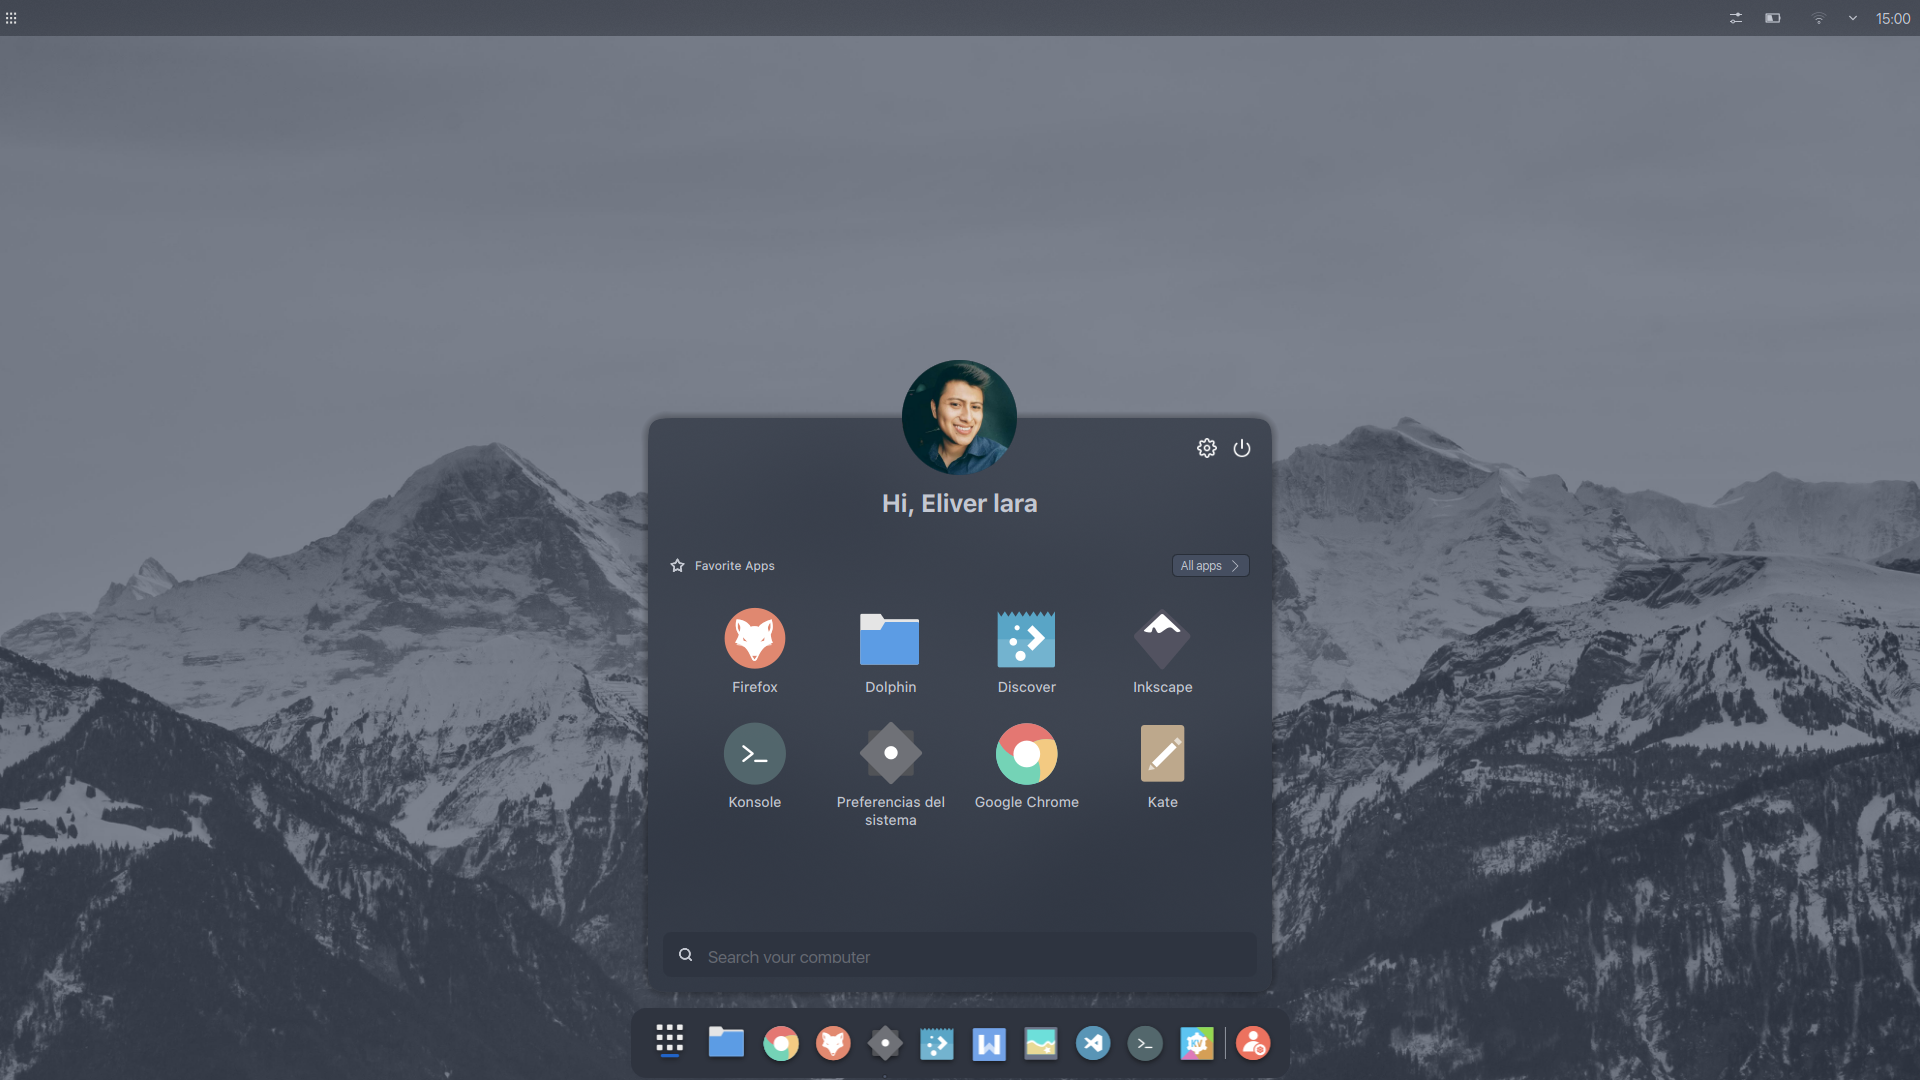 15:00
Hi, Eliver lara
Favorite Apps
All apps
Firefox
Dolphin
Discover
Inkscape
Konsole
Preferencias del
sistema
Google Chrome
Kate
Search your computer
KV